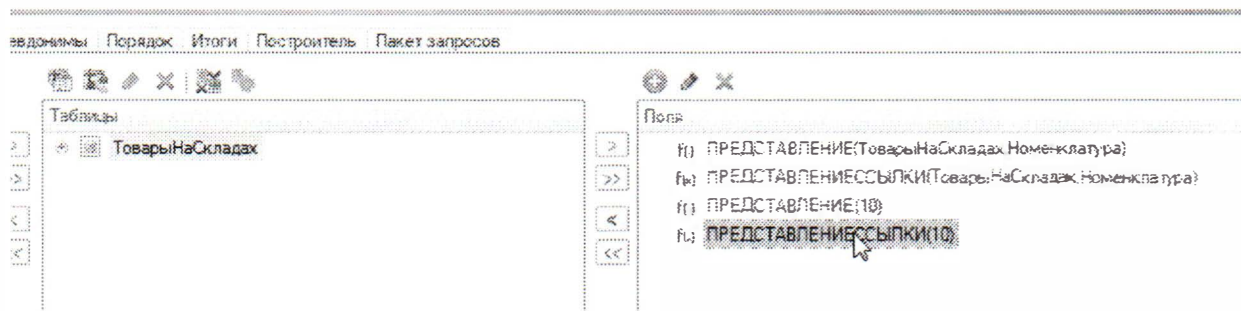 евдонимы Порядок Итоги Построитель Пакет запросов
Таблицы
ТоварыНаСкладах
Поля
ПРЕДСТАВЛЕНИЕ(ТоварыНаСкладах.Номенклатура)
ПРЕДСТАВЛЕНИЕССЫЛКИ(ТоварыНаСкладах.Номенклатура)
ПРЕДСТАВЛЕНИЕ(10)
ПРЕДСТАВЛЕНИЕССЫЛКИ(10)